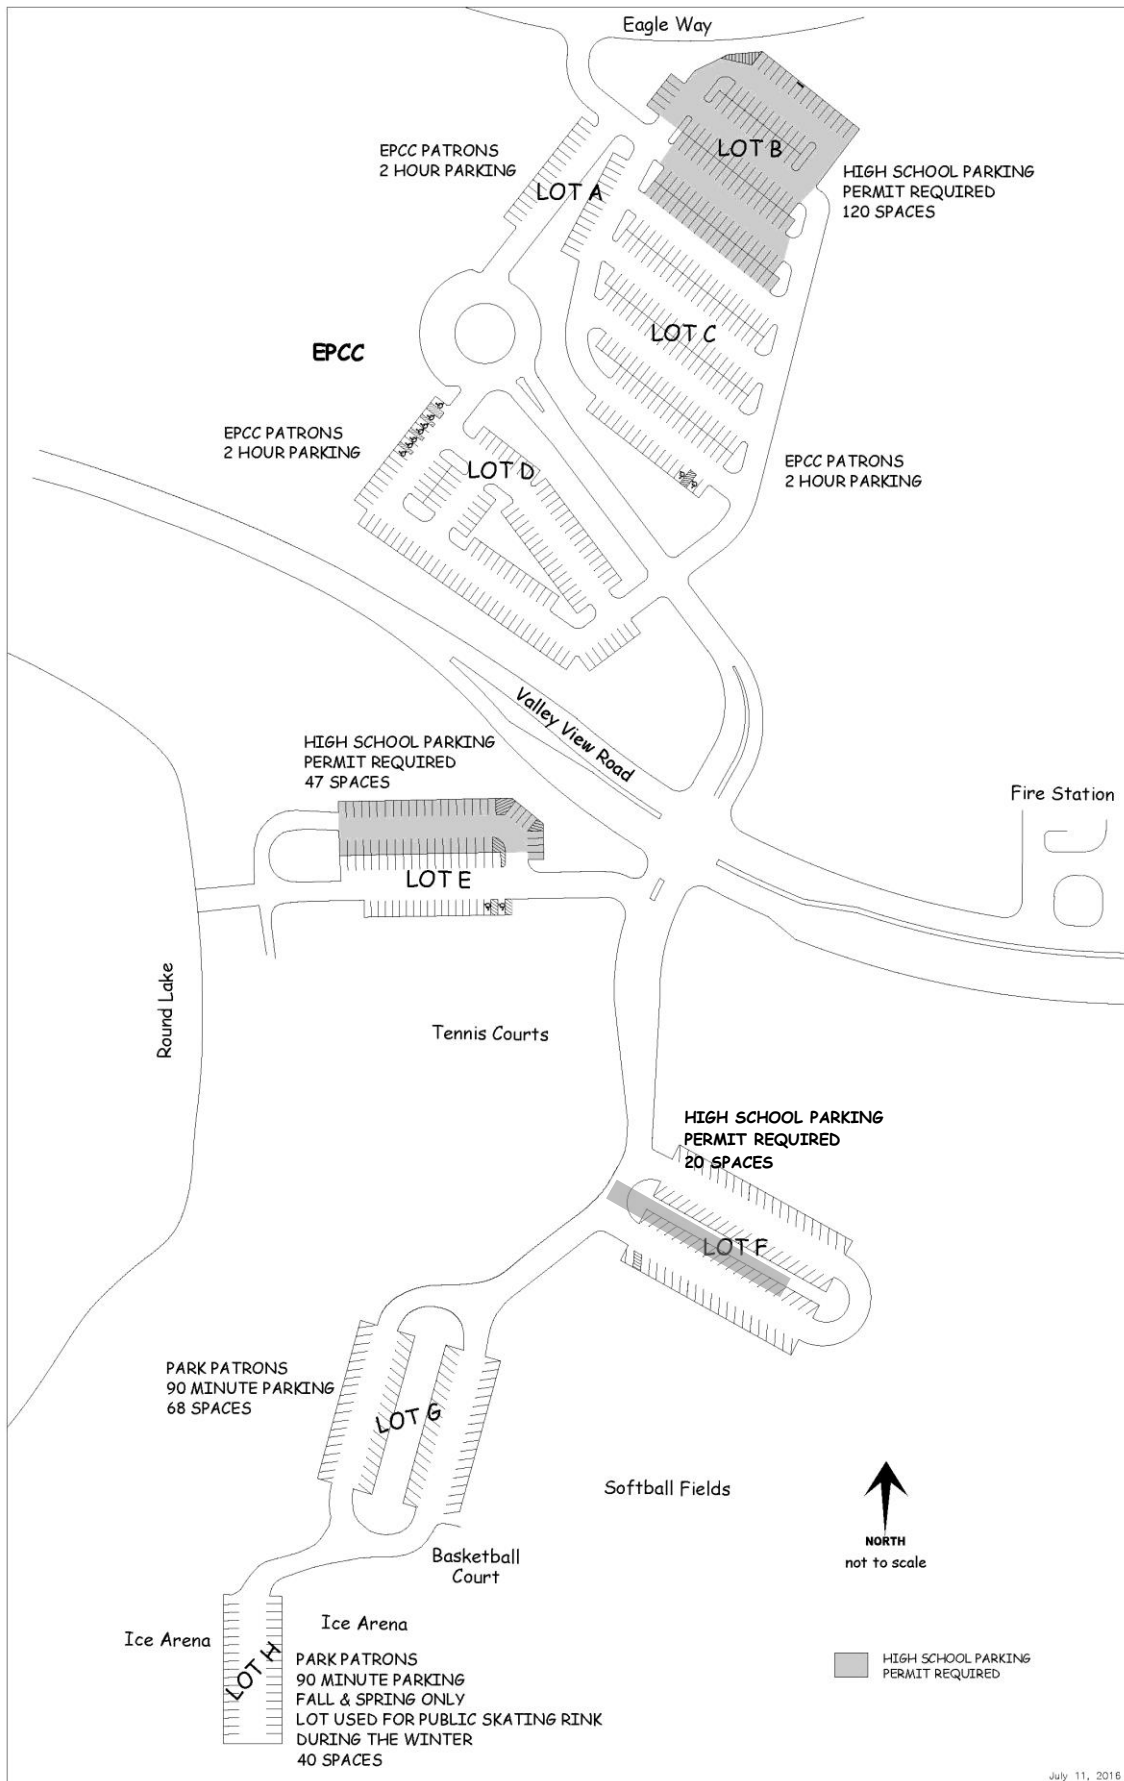 Eagle Way
EPCC PATRONS
2 HOUR PARKING
LOT A
LOT B
HIGH SCHOOL PARKING
PERMIT REQUIRED
120 SPACES
LOT C
EPCC
EPCC PATRONS
2 HOUR PARKING
LOT D
EPCC PATRONS
2 HOUR PARKING
Valley View Road
HIGH SCHOOL PARKING
PERMIT REQUIRED
47 SPACES
Fire Station
LOT E
Round Lake
Tennis Courts
HIGH SCHOOL PARKING
PERMIT REQUIRED
20 SPACES
LOT F
PARK PATRONS
90 MINUTE PARKING
68 SPACES
LOT G
Softball Fields
NORTH
not to scale
Basketball
Court
Ice Arena
Ice Arena
LOT H
PARK PATRONS
90 MINUTE PARKING
FALL & SPRING ONLY
LOT USED FOR PUBLIC SKATING RINK
DURING THE WINTER
40 SPACES
HIGH SCHOOL PARKING
PERMIT REQUIRED
July 11, 2016